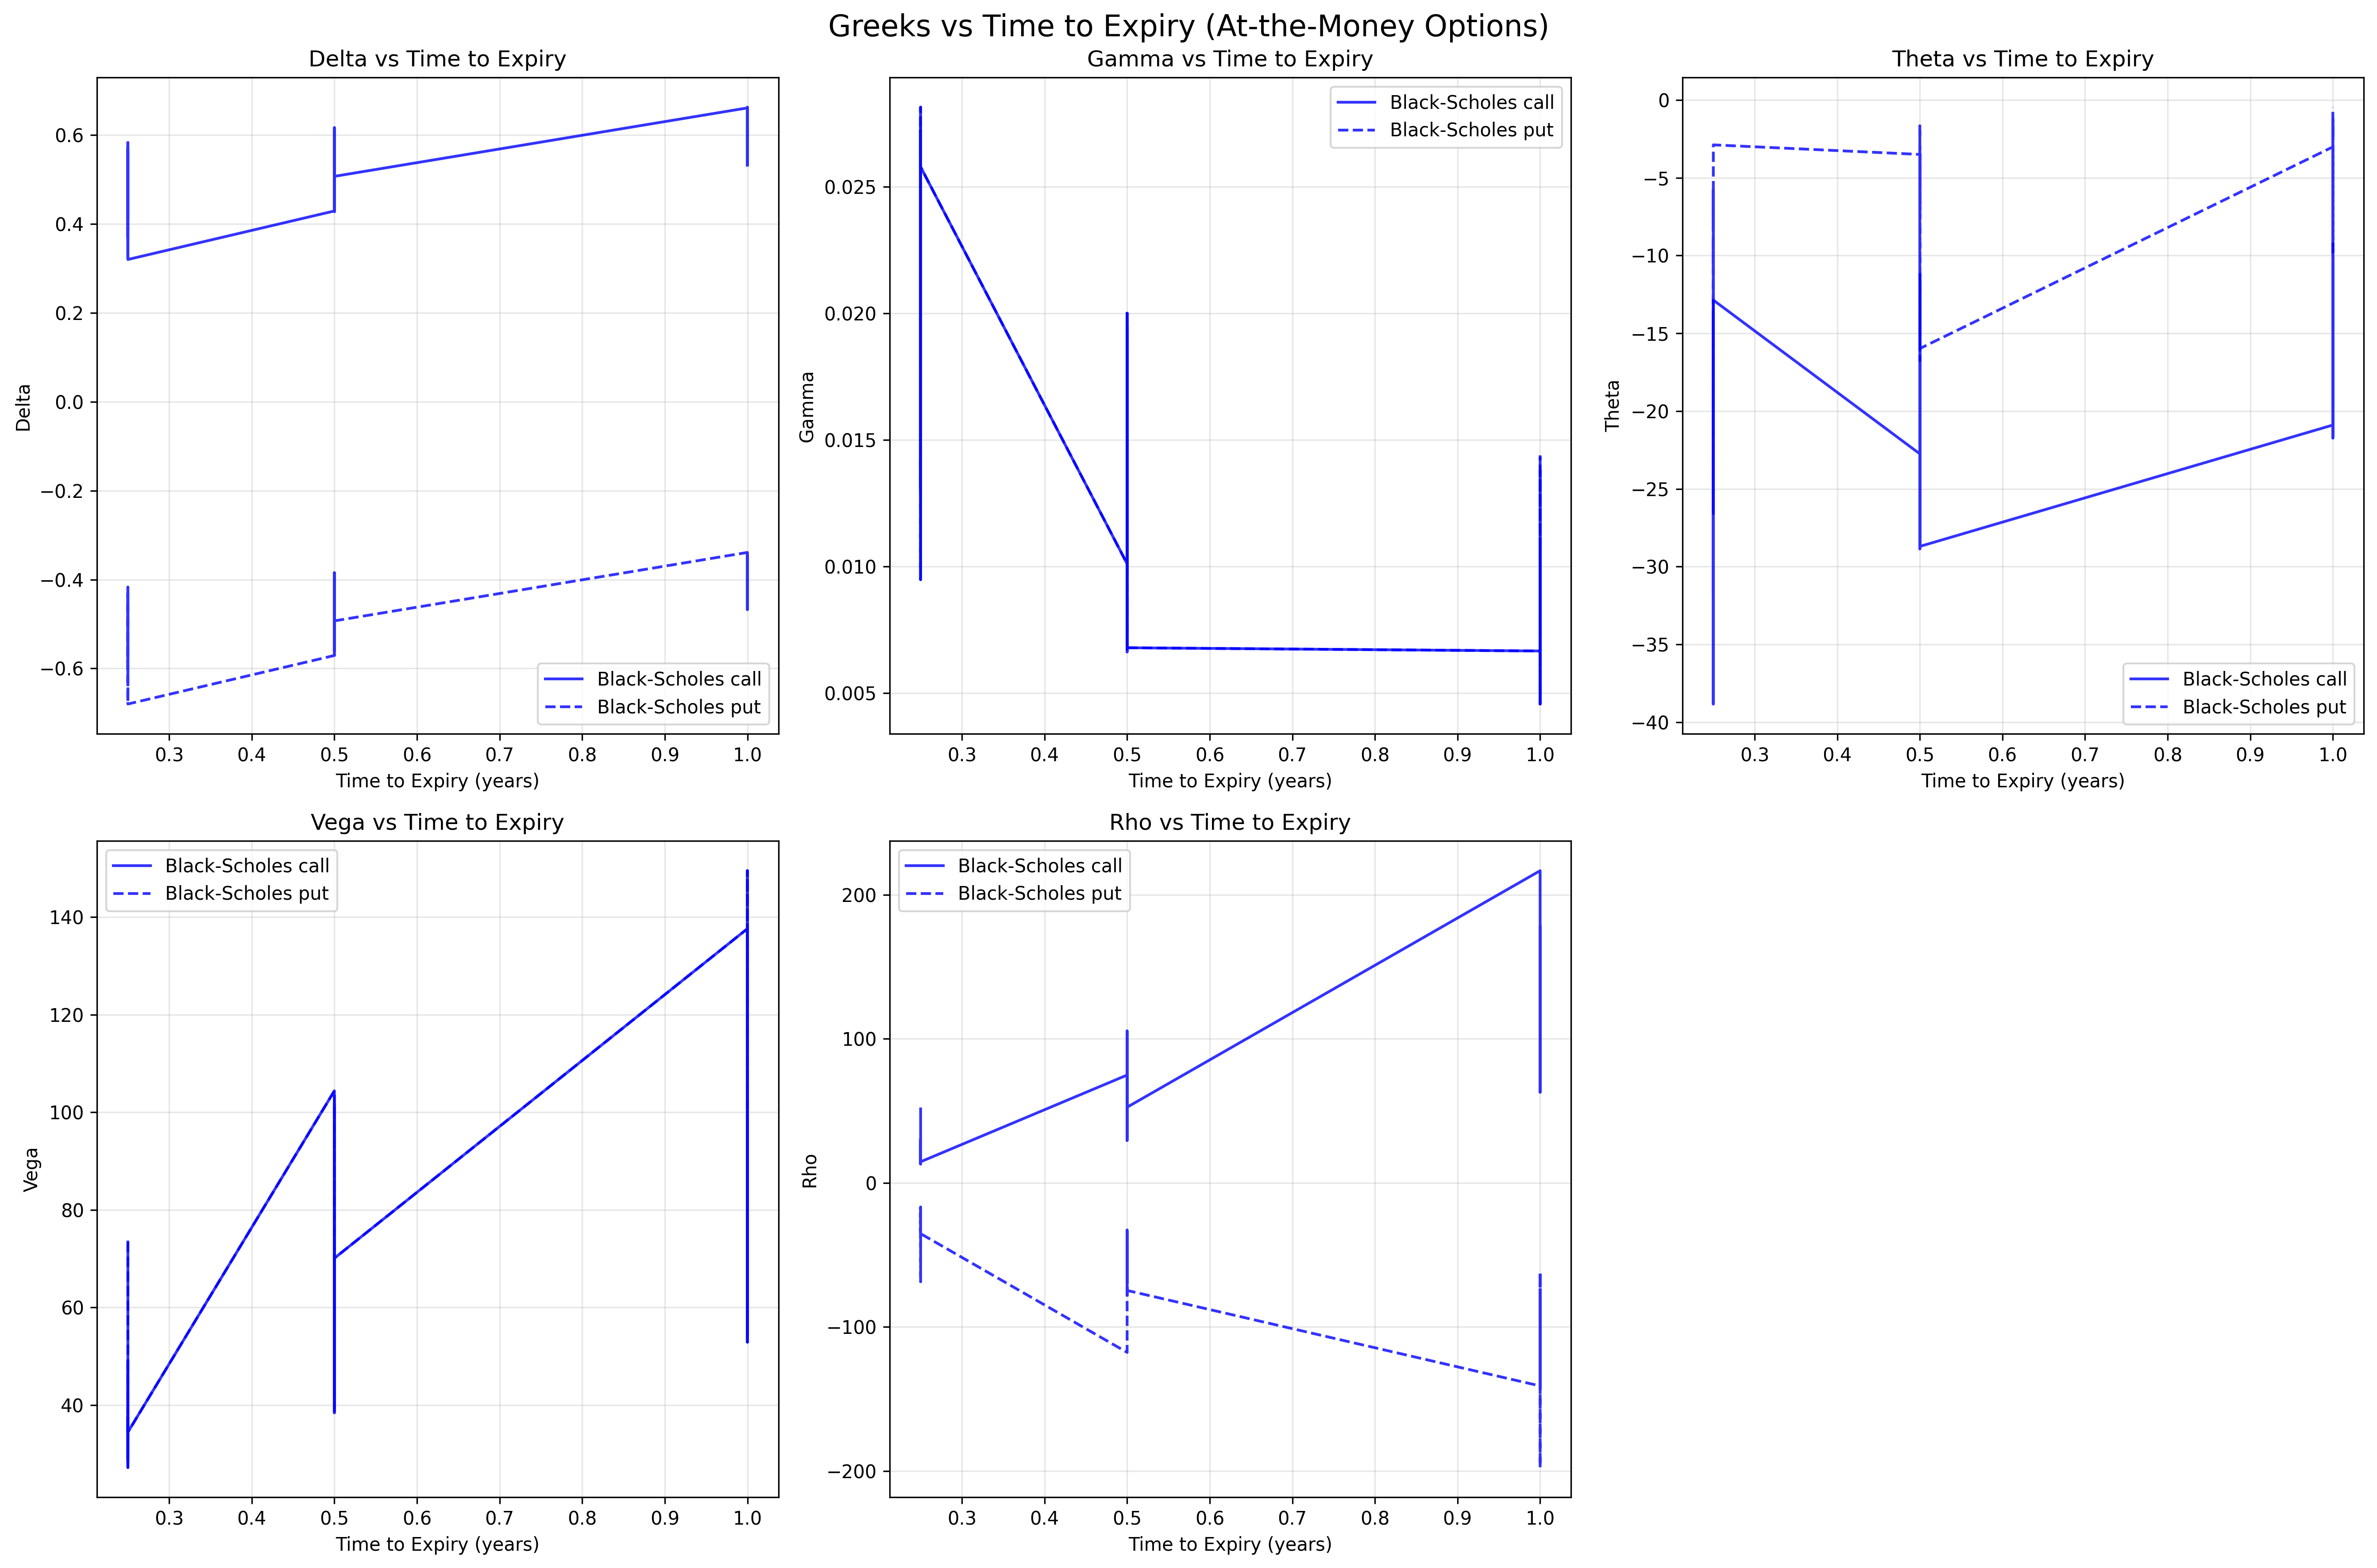 Greeks vs Time to Expiry (At-the-Money Options)
Delta vs Time to Expiry
Delta
0.6
0.4
0.2
0.0
−0.2
−0.4
−0.6
Black-Scholes call
Black-Scholes put
0.3 0.4 0.5 0.6 0.7 0.8 0.9 1.0
Time to Expiry (years)
Gamma vs Time to Expiry
Gamma
Black-Scholes call
Black-Scholes put
0.025
0.020
0.015
0.010
0.005
0.3 0.4 0.5 0.6 0.7 0.8 0.9 1.0
Time to Expiry (years)
Theta vs Time to Expiry
Theta
0
−5
−10
−15
−20
−25
−30
−35
−40
Black-Scholes call
Black-Scholes put
0.3 0.4 0.5 0.6 0.7 0.8 0.9 1.0
Time to Expiry (years)
Vega vs Time to Expiry
Vega
Black-Scholes call
Black-Scholes put
140
120
100
80
60
40
0.3 0.4 0.5 0.6 0.7 0.8 0.9 1.0
Time to Expiry (years)
Rho vs Time to Expiry
Rho
Black-Scholes call
Black-Scholes put
200
100
0
−100
−200
0.3 0.4 0.5 0.6 0.7 0.8 0.9 1.0
Time to Expiry (years)